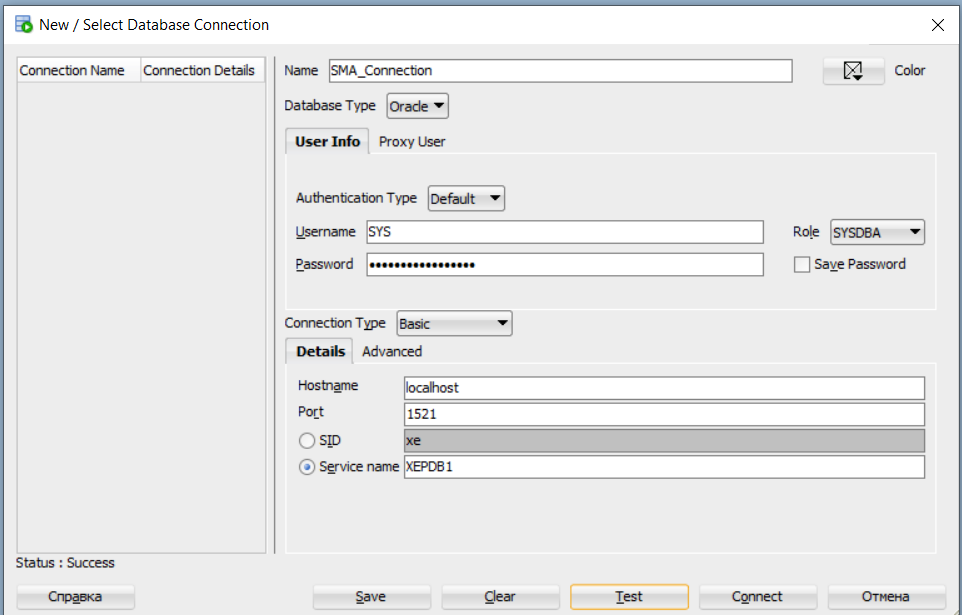 New / Select Database Connection
Connection Name Connection Details
Name SMA_Connection Color
Database Type Oracle
User Info Proxy User
Authentication Type Default
Username SYS Role SYSDBA
Password ••••••••••••••••• Save Password
Connection Type Basic
Details Advanced
Hostname localhost
Port 1521
SID xe
Service name XEPDB1
Status : Success
Справка Save Clear Test Connect Отмена